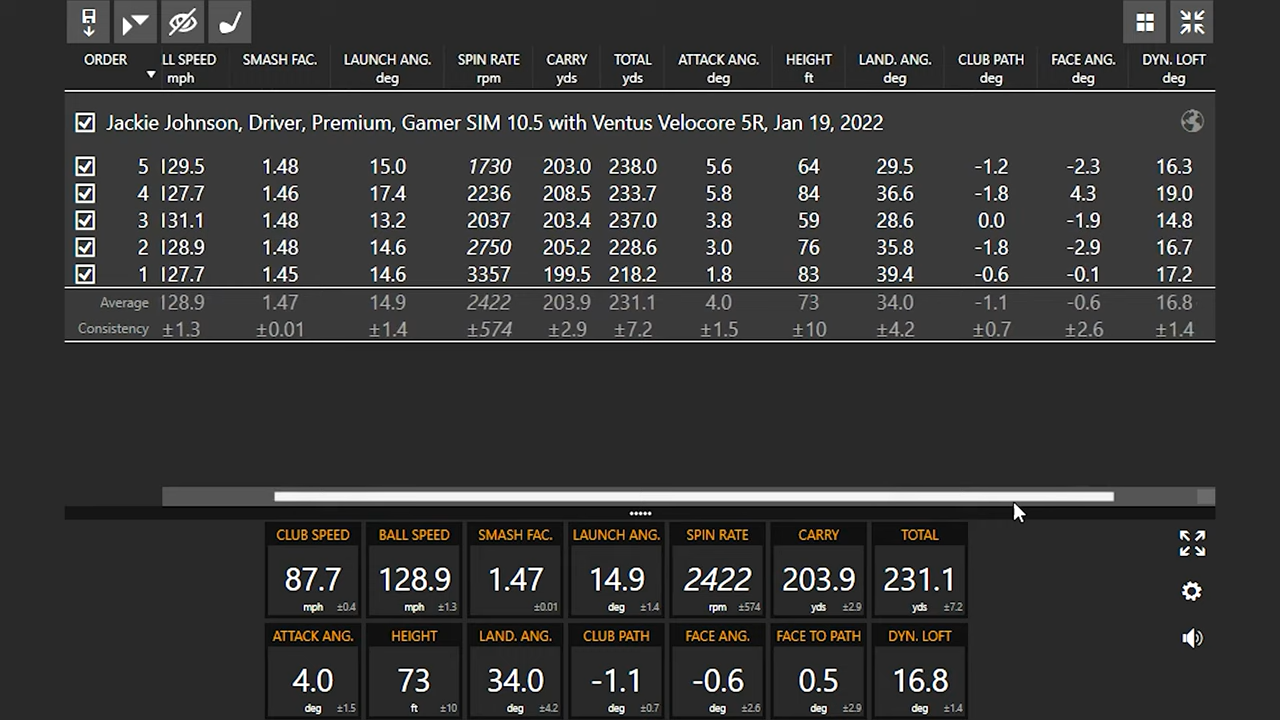 ORDER LL SPEED mph SMASH FAC. LAUNCH ANG. deg SPIN RATE rpm CARRY yds TOTAL yds ATTACK ANG. deg HEIGHT ft LAND. ANG. deg CLUB PATH deg FACE ANG. deg DYN. LOFT deg
Jackie Johnson, Driver, Premium, Gamer SIM 10.5 with Ventus Velocore 5R, Jan 19, 2022
5 129.5 1.48 15.0 1730 203.0 238.0 5.6 64 29.5 -1.2 -2.3 16.3
4 127.7 1.46 17.4 2236 208.5 233.7 5.8 84 36.6 -1.8 4.3 19.0
3 131.1 1.48 13.2 2037 203.4 237.0 3.8 59 28.6 0.0 -1.9 14.8
2 128.9 1.48 14.6 2750 205.2 228.6 3.0 76 35.8 -1.8 -2.9 16.7
1 127.7 1.45 14.6 3357 199.5 218.2 1.8 83 39.4 -0.6 -0.1 17.2
Average 128.9 1.47 14.9 2422 203.9 231.1 4.0 73 34.0 -1.1 -0.6 16.8
Consistency ±1.3 ±0.01 ±1.4 ±574 ±2.9 ±7.2 ±1.5 ±10 ±4.2 ±0.7 ±2.6 ±1.4
CLUB SPEED BALL SPEED SMASH FAC. LAUNCH ANG. SPIN RATE CARRY TOTAL
87.7 128.9 1.47 14.9 2422 203.9 231.1
mph ±0.4 mph ±1.3 ±0.01 deg ±1.4 rpm ±574 yds ±2.9 yds ±7.2
ATTACK ANG. HEIGHT LAND. ANG. CLUB PATH FACE ANG. FACE TO PATH DYN. LOFT
4.0 73 34.0 -1.1 -0.6 0.5 16.8
deg ±1.5 ft ±10 deg ±4.2 deg ±0.7 deg ±2.6 deg ±2.9 deg ±1.4